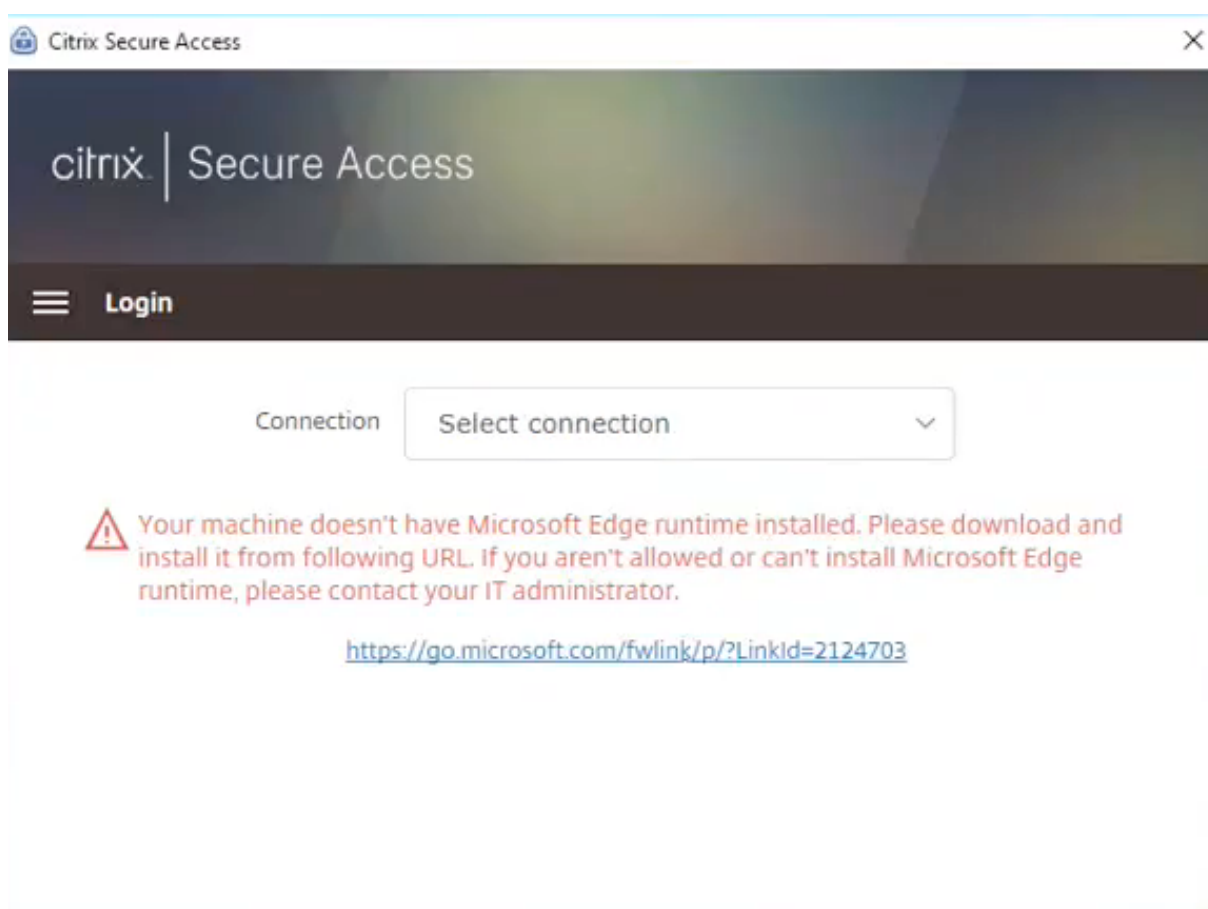 Citrix Secure Access
citrix | Secure Access
Login
Connection
Select connection
Your machine doesn't have Microsoft Edge runtime installed. Please download and
install it from following URL. If you aren't allowed or can't install Microsoft Edge
runtime, please contact your IT administrator.
https://go.microsoft.com/fwlink/p/?LinkId=2124703